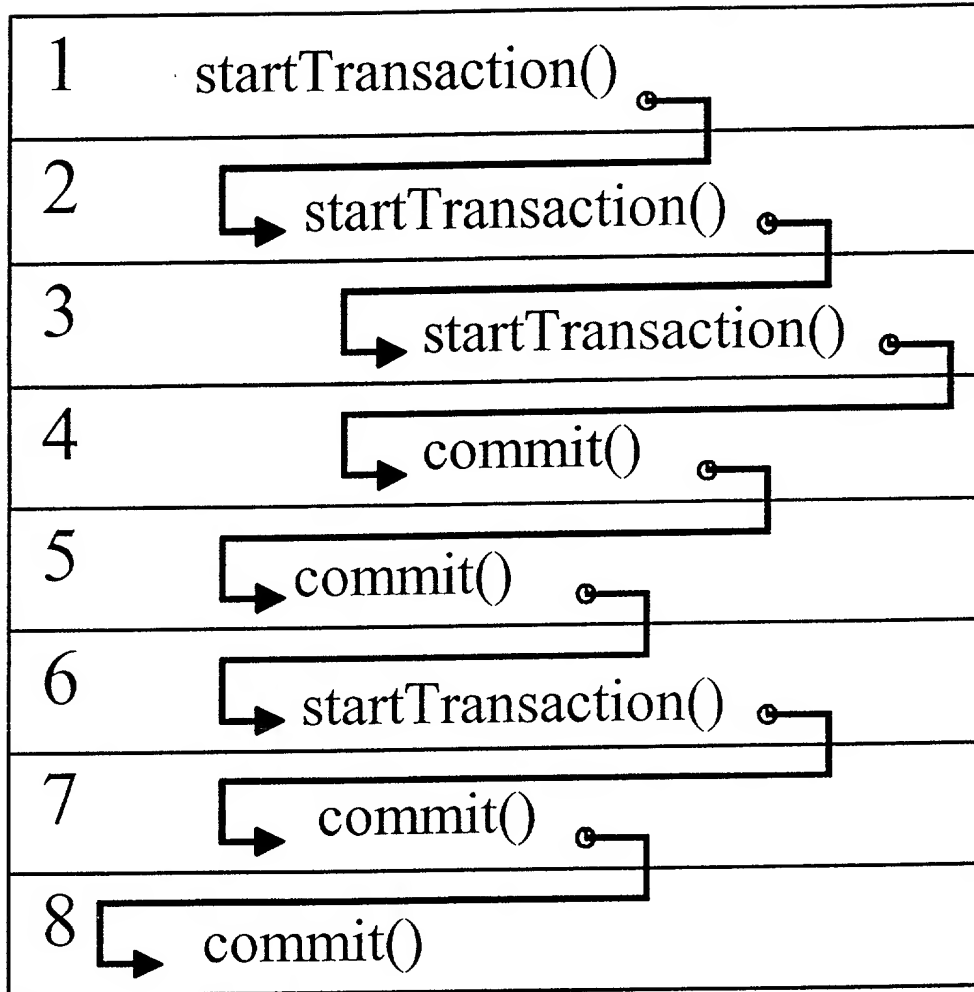 1 startTransaction()
2 startTransaction()
3 startTransaction()
4 commit()
5 commit()
6 startTransaction()
7 commit()
8 commit()